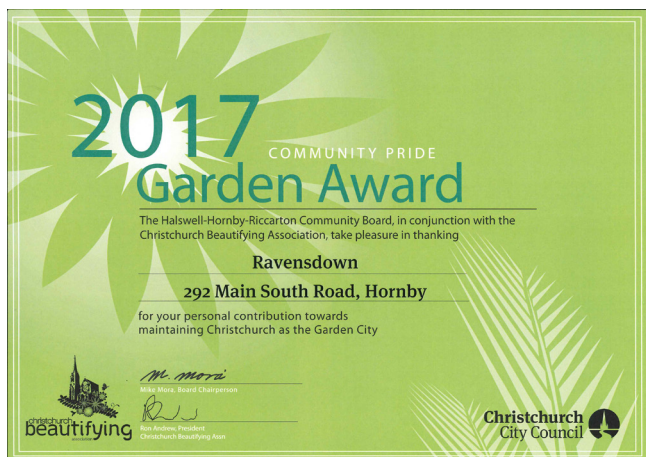 2017
COMMUNITY PRIDE
Garden Award
The Halswell-Hornby-Riccarton Community Board, in conjunction with the
Christchurch Beautifying Association, take pleasure in thanking
Ravensdown
292 Main South Road, Hornby
for your personal contribution towards
maintaining Christchurch as the Garden City
M. Mora
Mike Mora, Board Chairperson
Ron Andrew, President
Christchurch Beautifying Assn
christchurch
beautifying
association
Christchurch
City Council